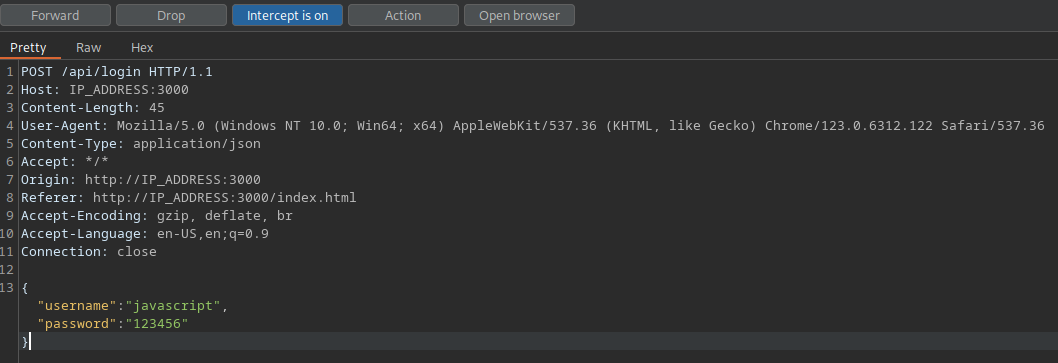 Forward Drop Intercept is on Action Open browser
Pretty Raw Hex
1 POST /api/login HTTP/1.1
2 Host: IP_ADDRESS:3000
3 Content-Length: 45
4 User-Agent: Mozilla/5.0 (Windows NT 10.0; Win64; x64) AppleWebKit/537.36 (KHTML, like Gecko) Chrome/123.0.6312.122 Safari/537.36
5 Content-Type: application/json
6 Accept: */*
7 Origin: http://IP_ADDRESS:3000
8 Referer: http://IP_ADDRESS:3000/index.html
9 Accept-Encoding: gzip, deflate, br
10 Accept-Language: en-US,en;q=0.9
11 Connection: close
12
13 {
"username":"javascript",
"password":"123456"
}